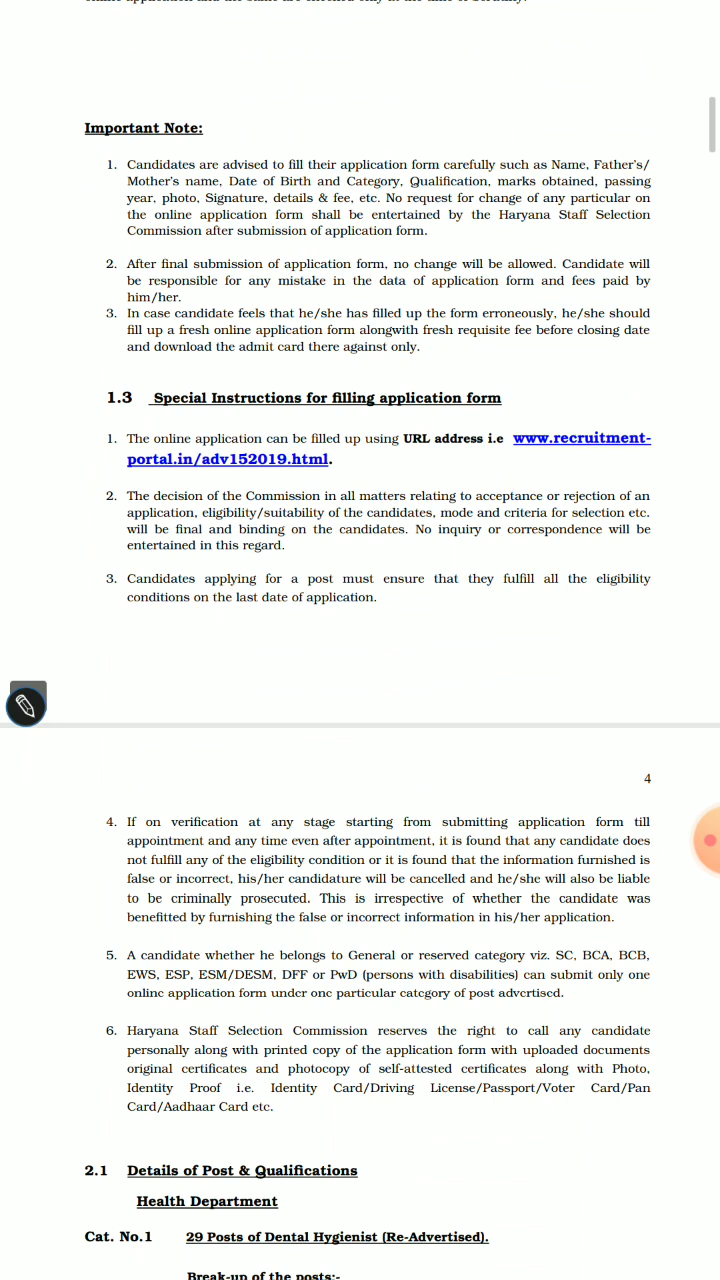 Important Note:
1. Candidates are advised to fill their application form carefully such as Name, Father's/
Mother's name, Date of Birth and Category, Qualification, marks obtained, passing
year, photo, Signature, details & fee, etc. No request for change of any particular on
the online application form shall be entertained by the Haryana Staff Selection
Commission after submission of application form.
2. After final submission of application form, no change will be allowed. Candidate will
be responsible for any mistake in the data of application form and fees paid by
him/her.
3. In case candidate feels that he/she has filled up the form erroneously, he/she should
fill up a fresh online application form alongwith fresh requisite fee before closing date
and download the admit card there against only.
1.3 Special Instructions for filling application form
1. The online application can be filled up using URL address i.e www.recruitment-
portal.in/adv152019.html.
2. The decision of the Commission in all matters relating to acceptance or rejection of an
application, eligibility/suitability of the candidates, mode and criteria for selection etc.
will be final and binding on the candidates. No inquiry or correspondence will be
entertained in this regard.
3. Candidates applying for a post must ensure that they fulfill all the eligibility
conditions on the last date of application.
4
4. If on verification at any stage starting from submitting application form till
appointment and any time even after appointment, it is found that any candidate does
not fulfill any of the eligibility condition or it is found that the information furnished is
false or incorrect, his/her candidature will be cancelled and he/she will also be liable
to be criminally prosecuted. This is irrespective of whether the candidate was
benefitted by furnishing the false or incorrect information in his/her application.
5. A candidate whether he belongs to General or reserved category viz. SC, BCA, BCB,
EWS, ESP, ESM/DESM, DFF or PwD (persons with disabilities) can submit only one
online application form under one particular category of post advertised.
6. Haryana Staff Selection Commission reserves the right to call any candidate
personally along with printed copy of the application form with uploaded documents
original certificates and photocopy of self-attested certificates along with Photo,
Identity Proof i.e. Identity Card/Driving License/Passport/Voter Card/Pan
Card/Aadhaar Card etc.
2.1 Details of Post & Qualifications
Health Department
Cat. No.1 29 Posts of Dental Hygienist (Re-Advertised).
Break-up of the posts:-